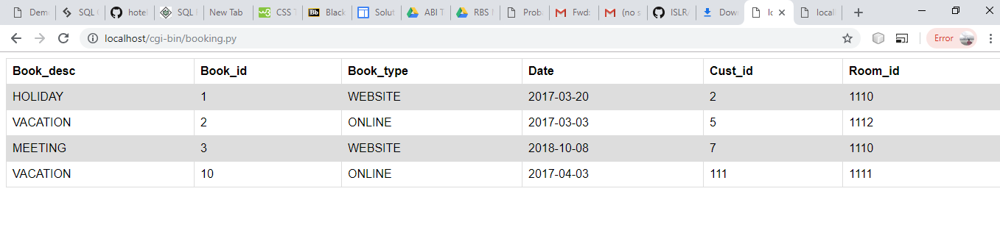 Dem SQL hote SQL New Tab CSS T Bb Black Solut ABI T RBS Prob Fwd: (no s ISLR Dow lo local
localhost/cgi-bin/booking.py Error
Book_desc Book_id Book_type Date Cust_id Room_id
HOLIDAY 1 WEBSITE 2017-03-20 2 1110
VACATION 2 ONLINE 2017-03-03 5 1112
MEETING 3 WEBSITE 2018-10-08 7 1110
VACATION 10 ONLINE 2017-04-03 111 1111